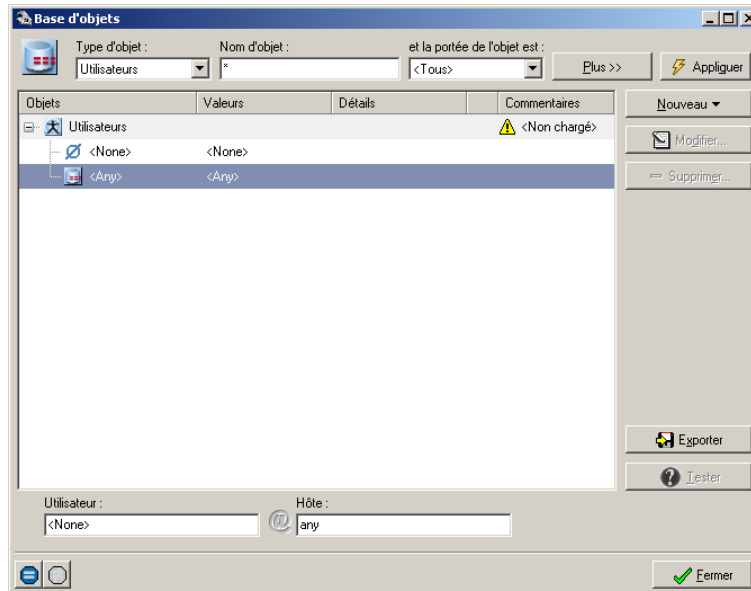 Base d'objets
Type d'objet :
Nom d'objet :
et la portée de l'objet est :
Utilisateurs
*
<Tous>
Plus >>
Appliquer
Objets
Valeurs
Détails
Commentaires
Nouveau
Utilisateurs
<Non chargé>
Modifier...
<None>
<None>
<Any>
<Any>
Supprimer...
Exporter
Tester
Utilisateur :
Hôte :
<None>
@
any
Fermer